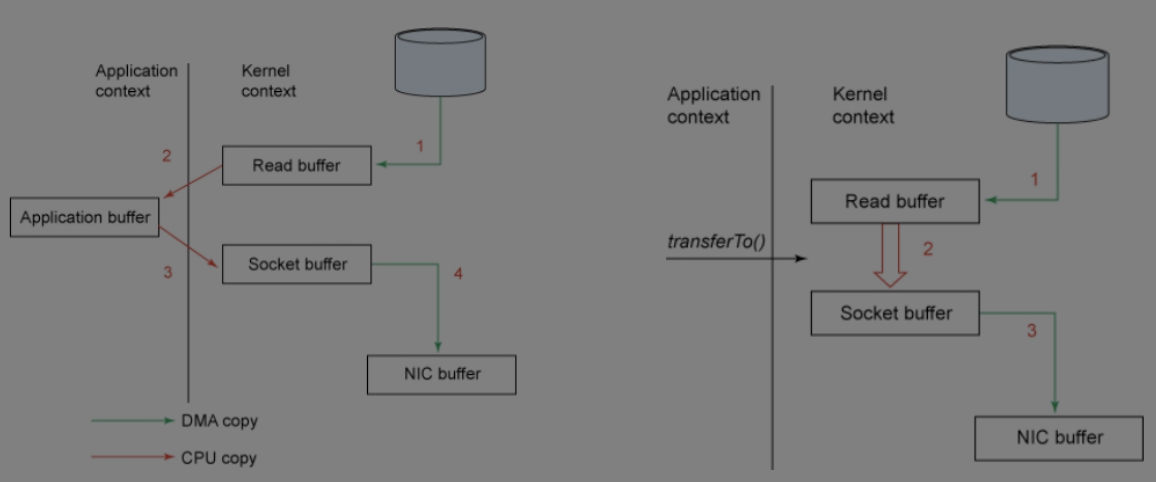 Application
context
Kernel
context
1
2
Read buffer
Application buffer
3
Socket buffer
4
NIC buffer
DMA copy
CPU copy
Application
context
Kernel
context
1
Read buffer
transferTo()
2
Socket buffer
3
NIC buffer